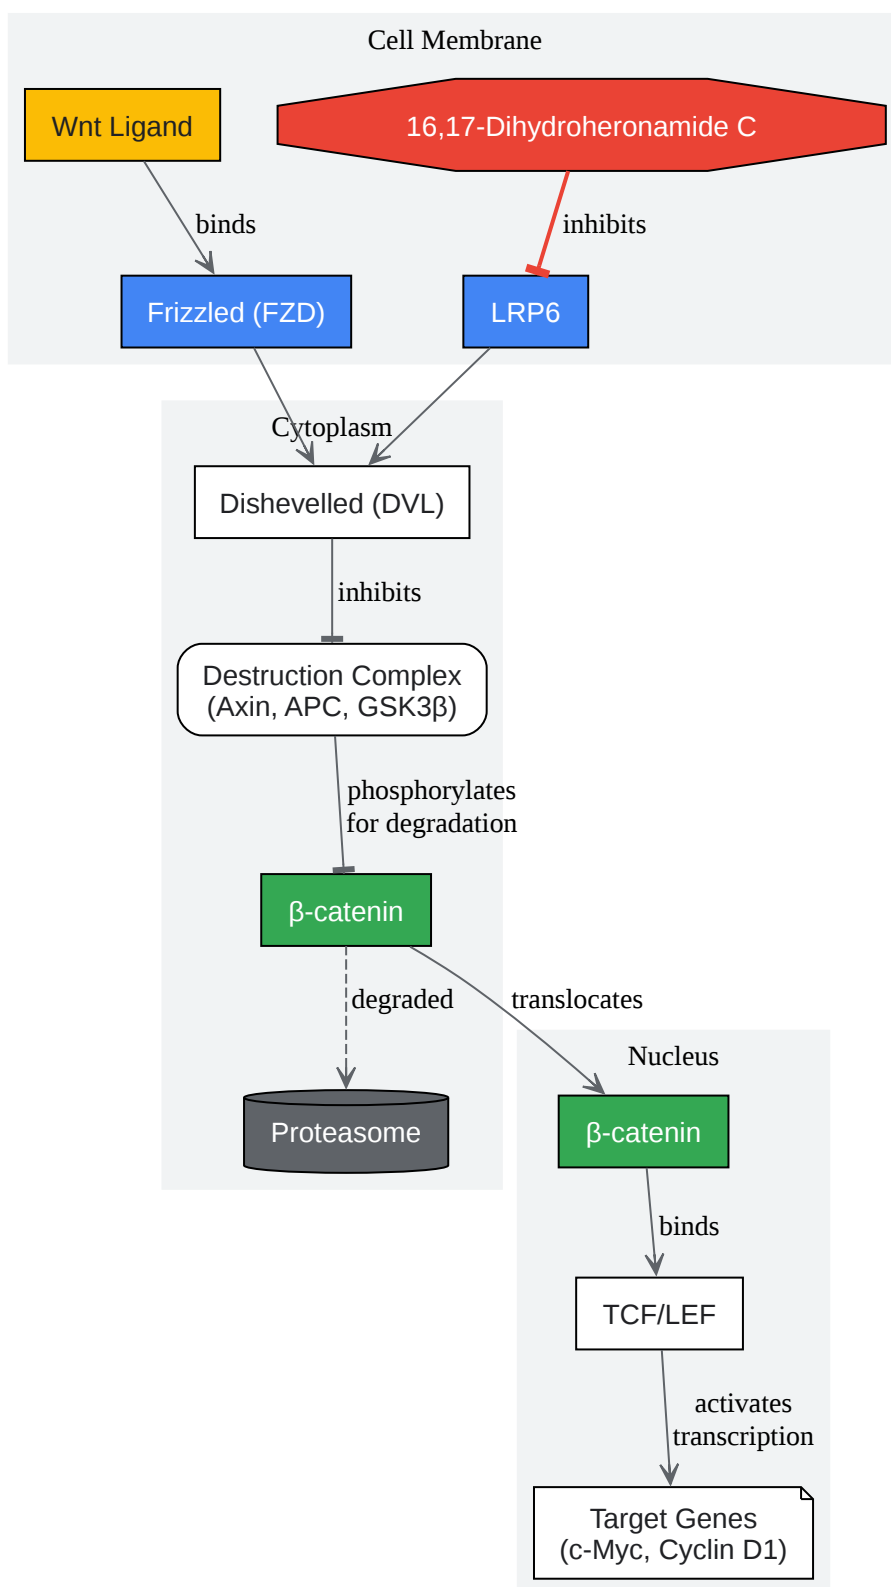 Cell Membrane
Wnt Ligand
16,17-Dihydroheronamide C
binds
inhibits
Frizzled (FZD)
LRP6
Cytoplasm
Dishevelled (DVL)
inhibits
Destruction Complex
(Axin, APC, GSK3β)
phosphorylates
for degradation
β-catenin
degraded
translocates
Nucleus
Proteasome
β-catenin
binds
TCF/LEF
activates
transcription
Target Genes
(c-Myc, Cyclin D1)